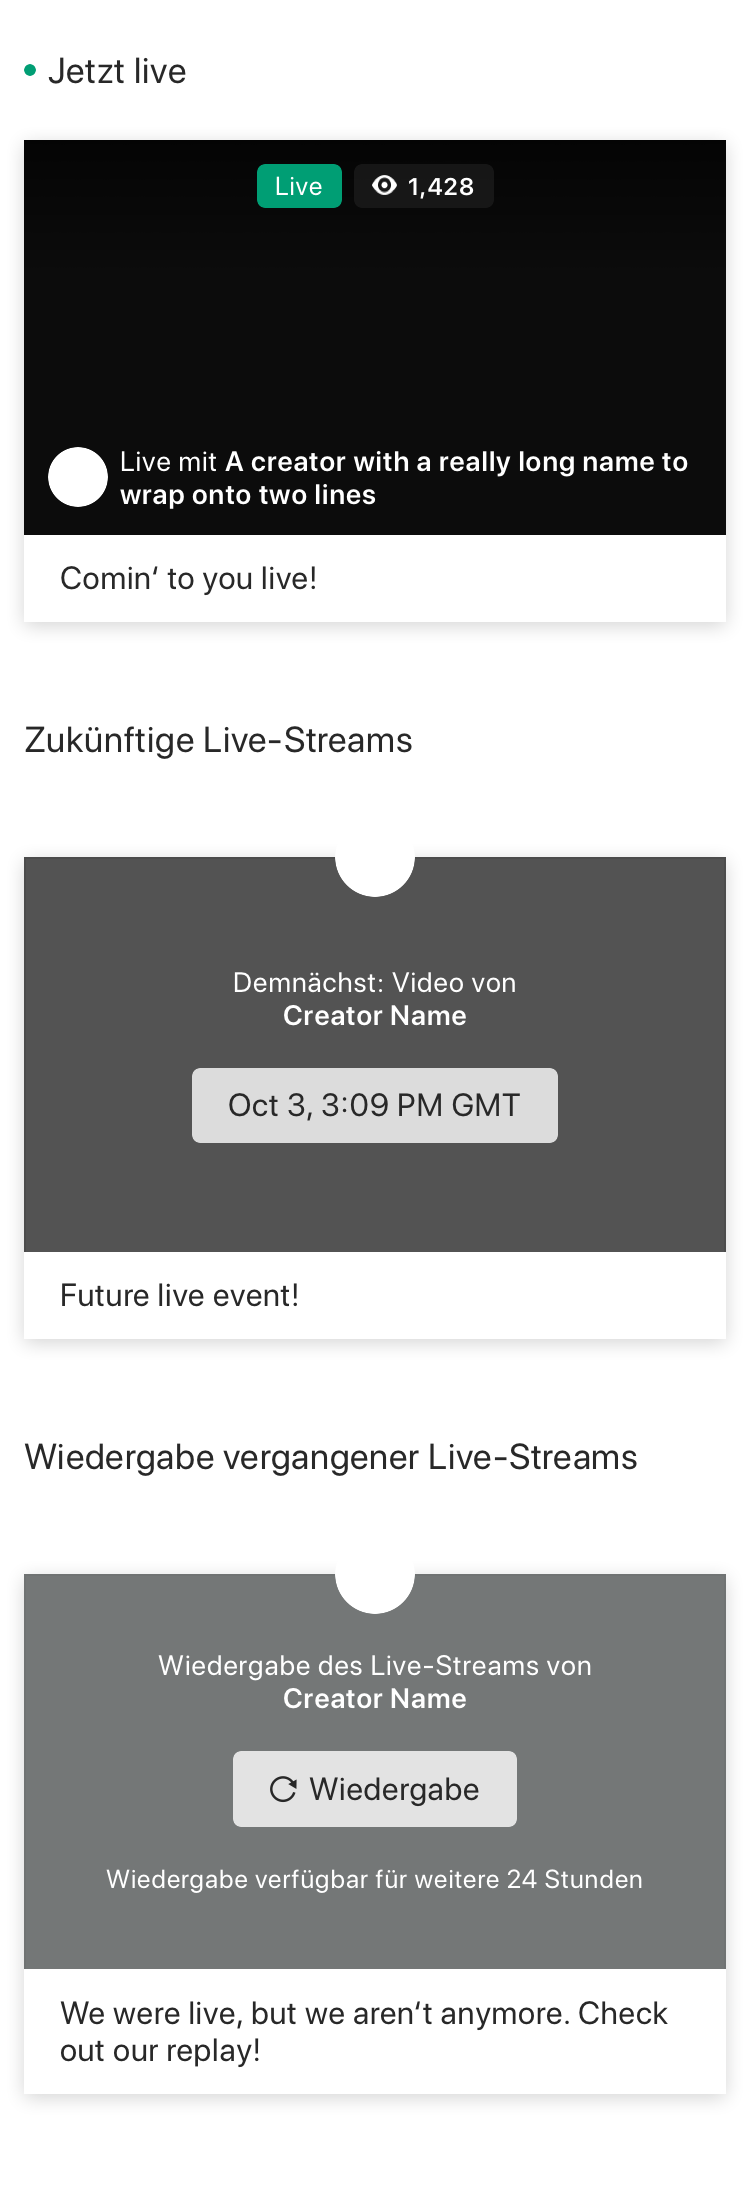 Jetzt live
Live
1,428
Live mit A creator with a really long name to
wrap onto two lines
Comin‘ to you live!
Zukünftige Live-Streams
Demnächst: Video von
Creator Name
Oct 3, 3:09 PM GMT
Future live event!
Wiedergabe vergangener Live-Streams
Wiedergabe des Live-Streams von
Creator Name
Wiedergabe
Wiedergabe verfügbar für weitere 24 Stunden
We were live, but we aren‘t anymore. Check
out our replay!